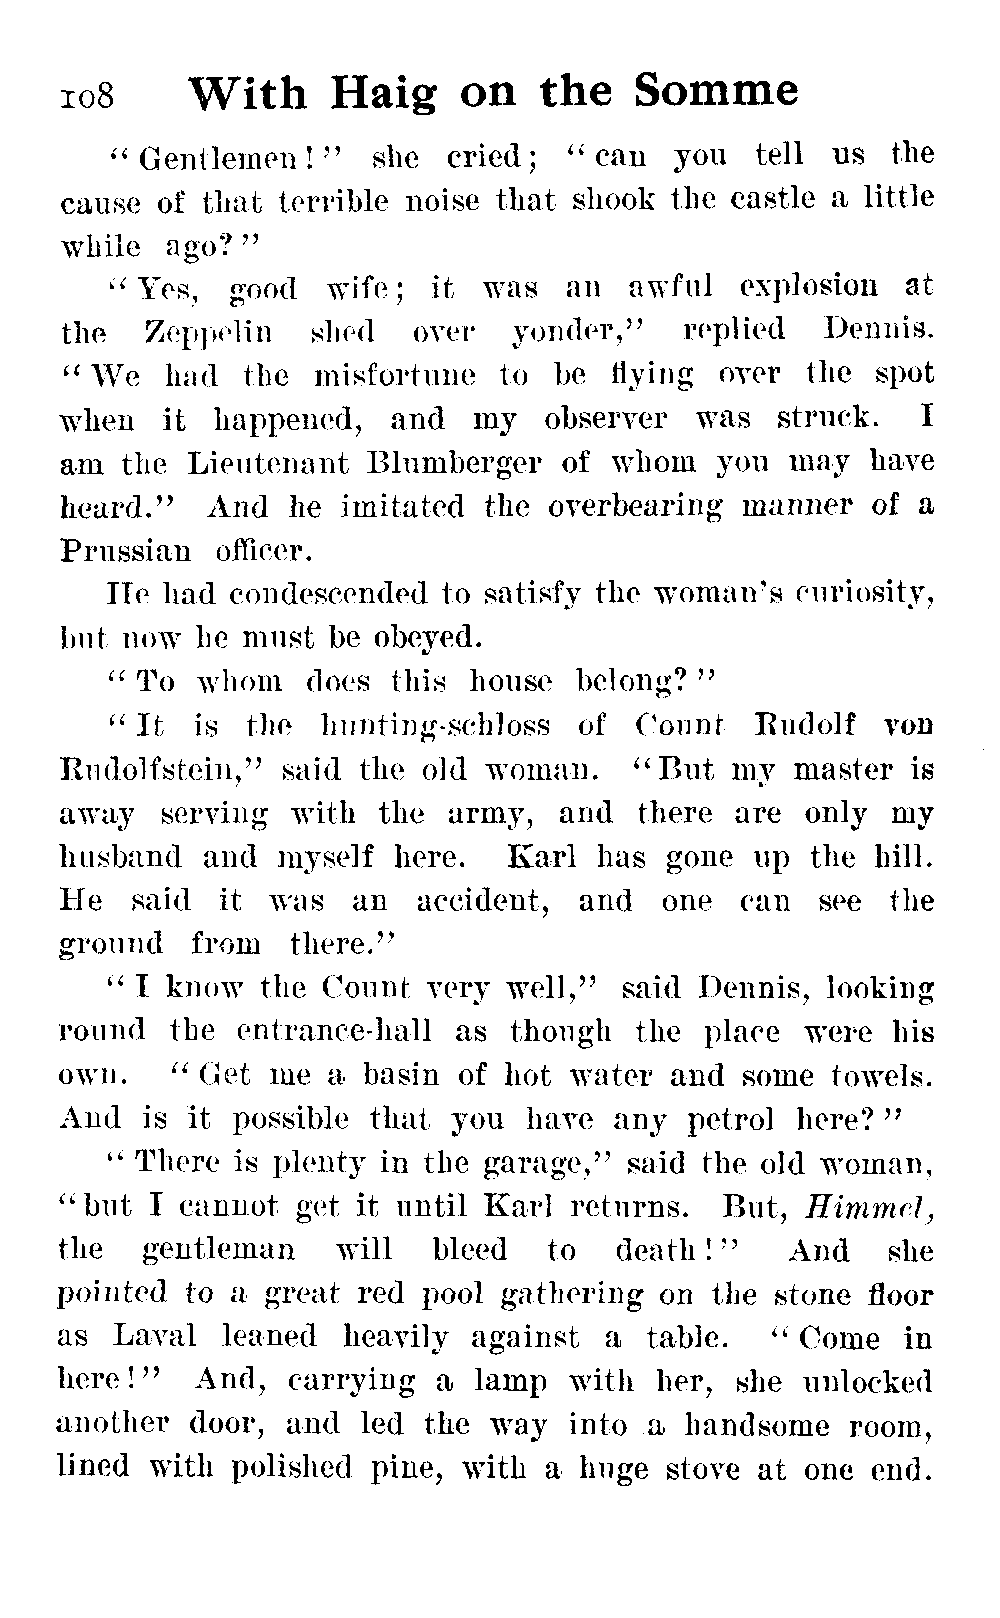 108 With Haig on the Somme
“Gentlemen!” she cried; “can you tell us the
cause of that terrible noise that shook the castle a little
while ago?”
“Yes, good wife; it was an awful explosion at
the Zeppelin shed over yonder,” replied Dennis.
“We had the misfortune to be flying over the spot
when it happened, and my observer was struck. I
am the Lieutenant Blumberger of whom you may have
heard.” And he imitated the overbearing manner of a
Prussian officer.
He had condescended to satisfy the woman's curiosity,
but now he must be obeyed.
“To whom does this house belong?”
“It is the hunting-schloss of Count Rudolf von
Rudolfstein,” said the old woman. “But my master is
away serving with the army, and there are only my
husband and myself here. Karl has gone up the hill.
He said it was an accident, and one can see the
ground from there.”
“I know the Count very well,” said Dennis, looking
round the entrance-hall as though the place were his
own. “Get me a basin of hot water and some towels.
And is it possible that you have any petrol here?”
“There is plenty in the garage,” said the old woman,
“but I cannot get it until Karl returns. But, Himmel,
the gentleman will bleed to death!” And she
pointed to a great red pool gathering on the stone floor
as Laval leaned heavily against a table. “Come in
here!” And, carrying a lamp with her, she unlocked
another door, and led the way into a handsome room,
lined with polished pine, with a huge stove at one end.